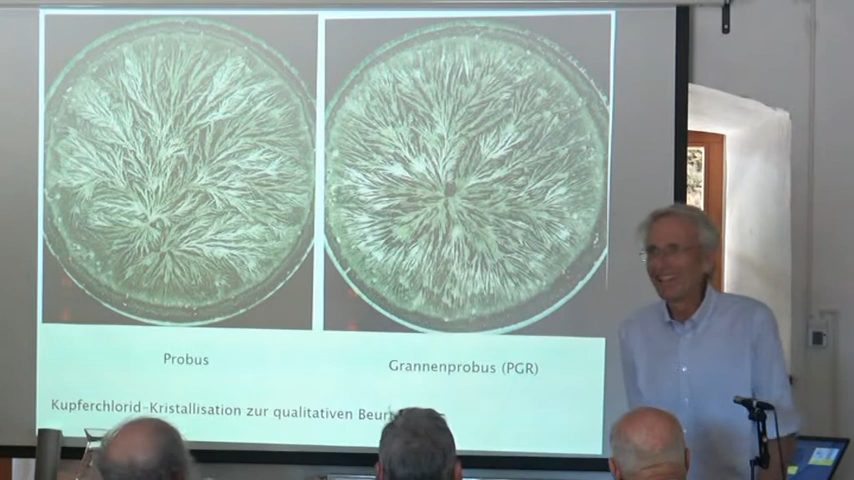 Probus
Grannenprobus (PGR)
Kupferchlorid-Kristallisation zur qualitativen